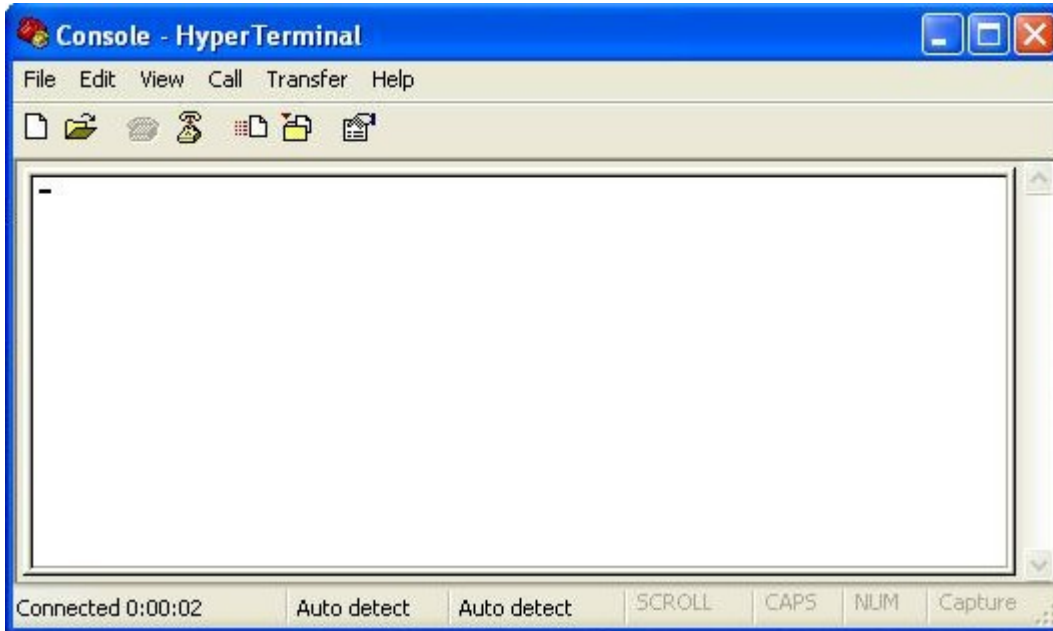 Console - HyperTerminal
File Edit View Call Transfer Help
Connected 0:00:02 Auto detect Auto detect SCROLL CAPS NUM Capture